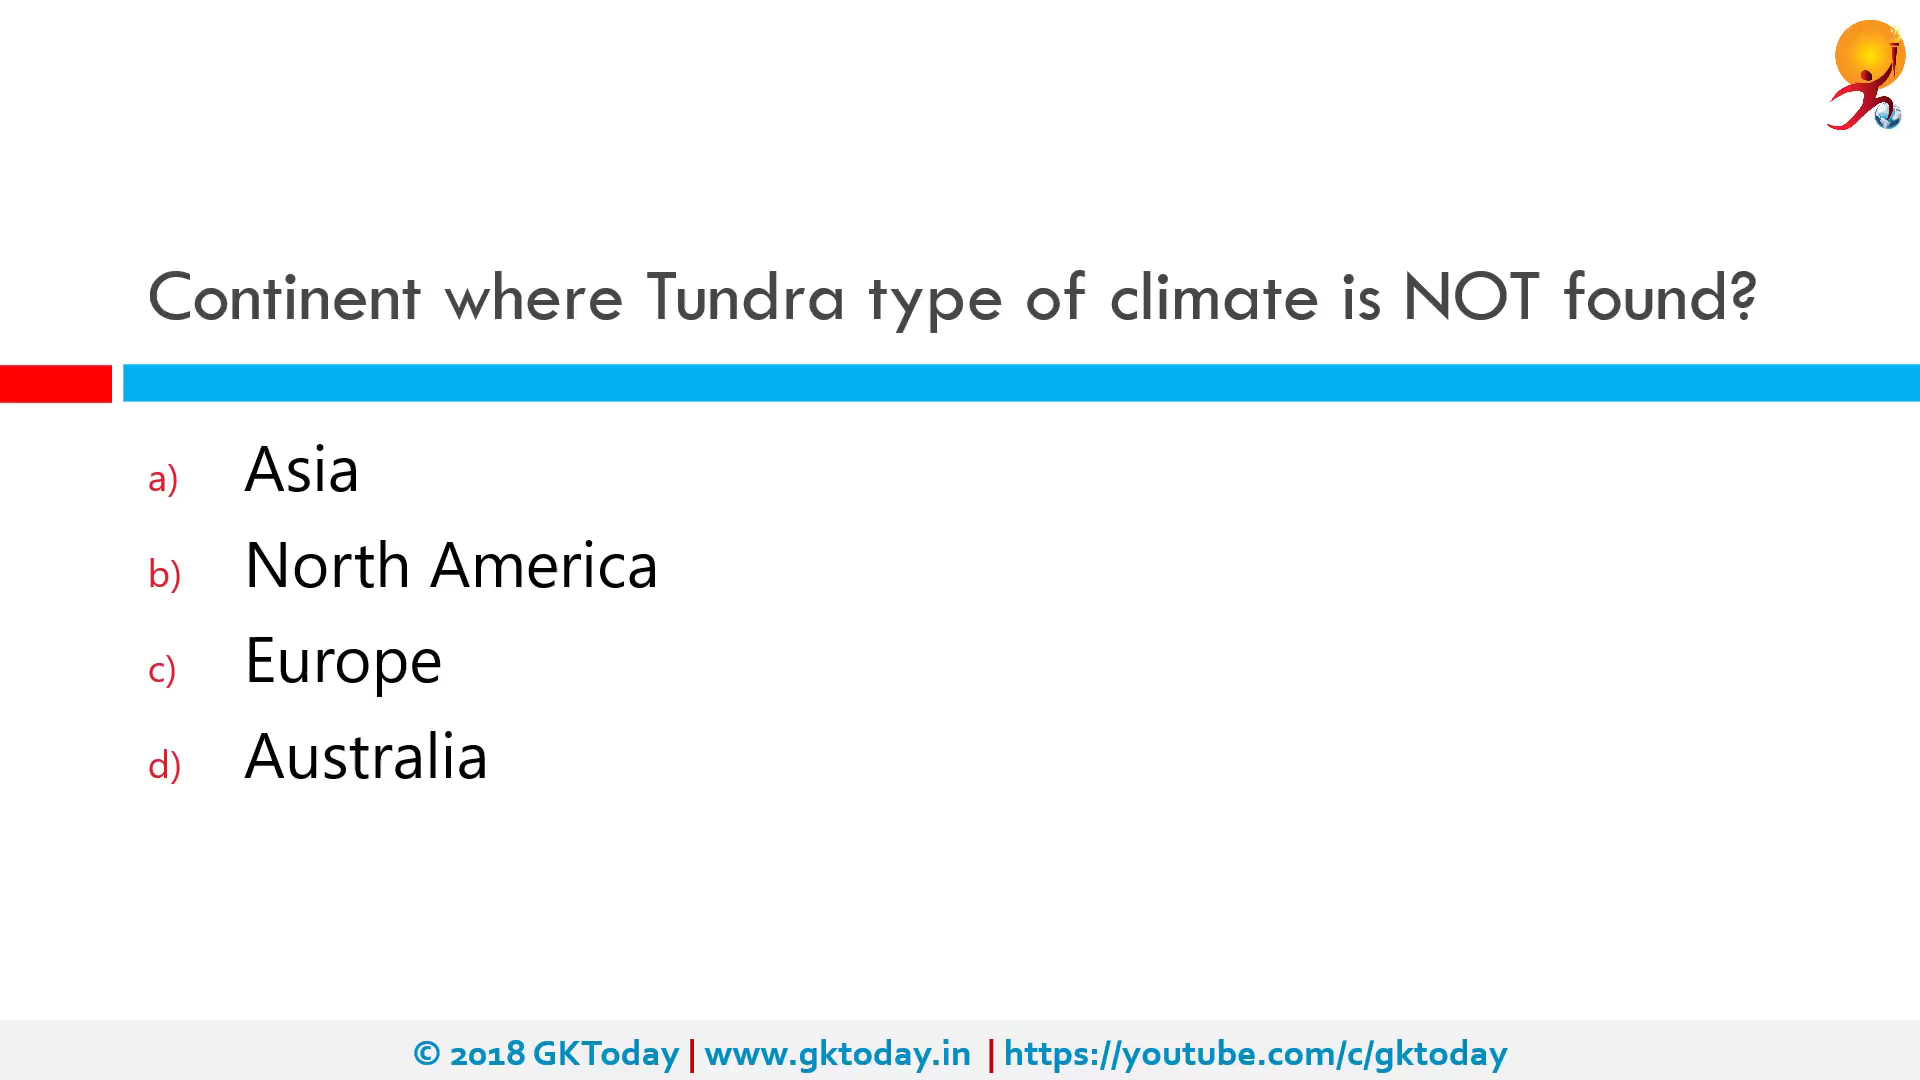 Continent where Tundra type of climate is NOT found?
a) Asia
b) North America
c) Europe
d) Australia
© 2018 GKToday | www.gktoday.in | https://youtube.com/c/gktoday